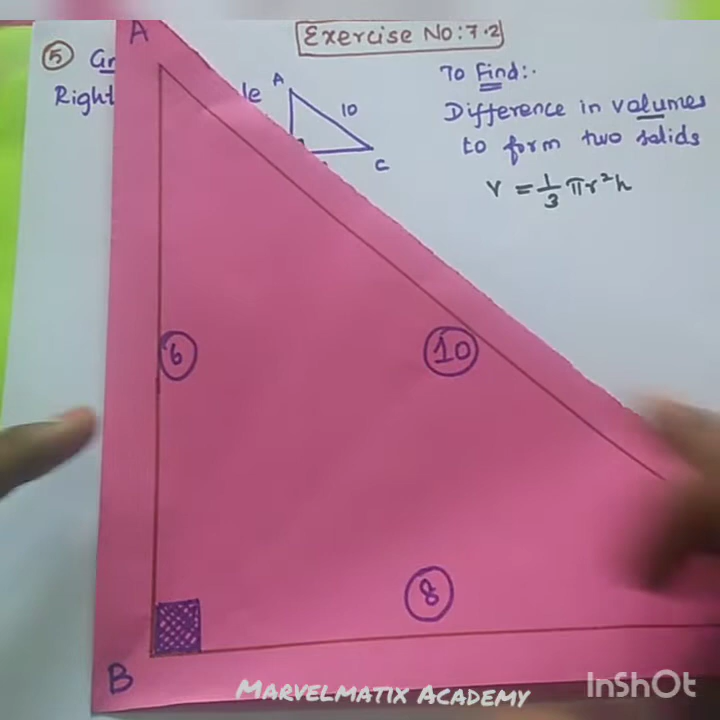 Exercise No: 7.2
A
5
Right
A
10
C
To Find:-
Difference in volumes
to form two solids
V = 1/3 πr²h
6
10
8
B
MARVELMATIX ACADEMY
InShOt